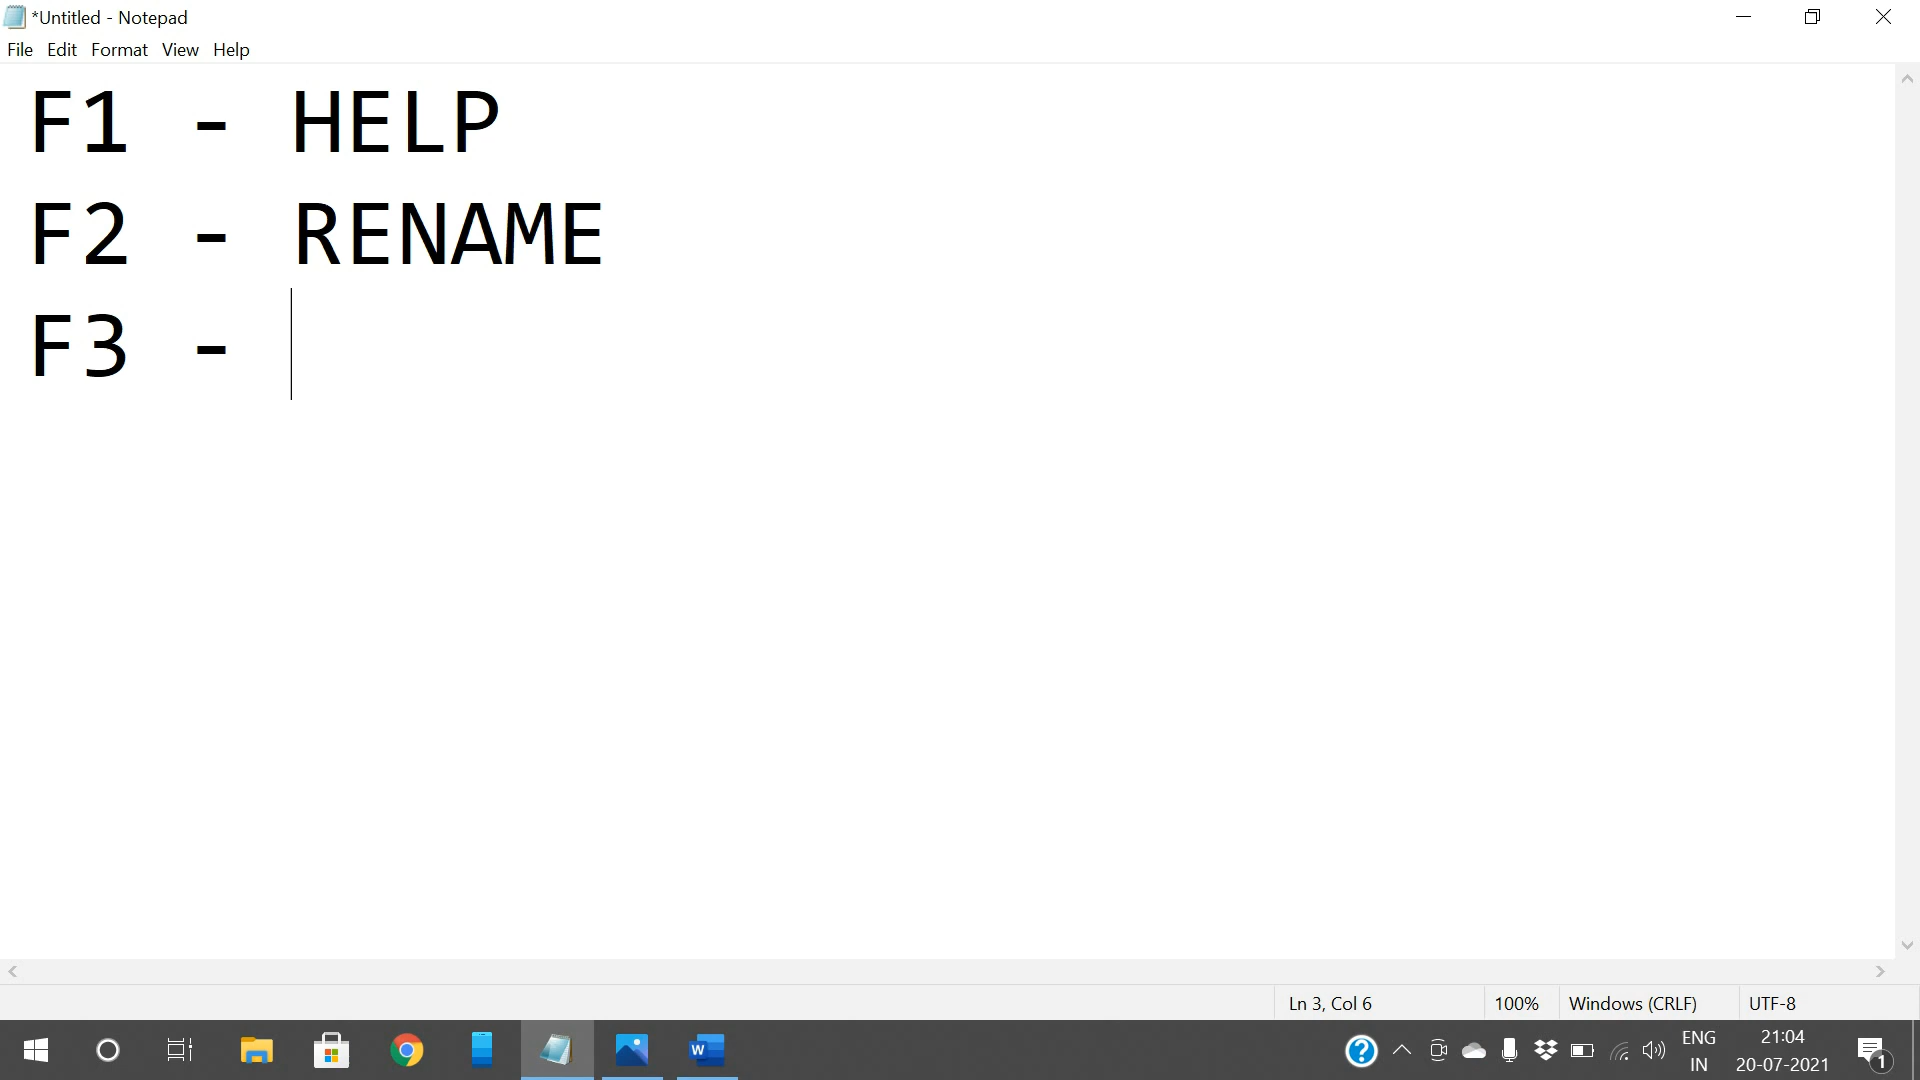 *Untitled - Notepad
File Edit Format View Help
F1 - HELP
F2 - RENAME
F3 -
Ln 3, Col 6 100% Windows (CRLF) UTF-8
W ? ENG 21:04
IN 20-07-2021 1